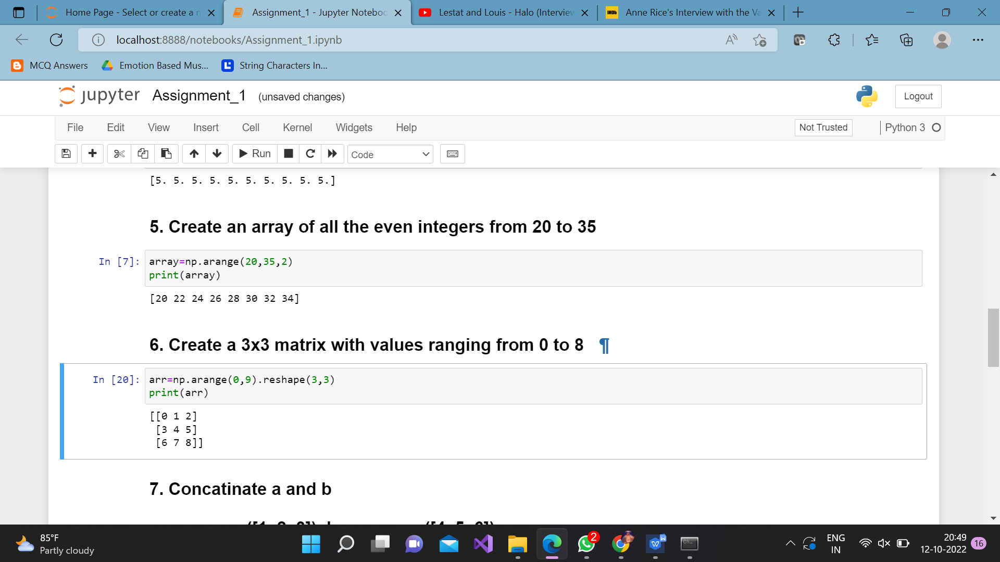 Home Page - Select or create a n
Assignment_1 - Jupyter Noteboo
Lestat and Louis - Halo (Interview
IMDb
Anne Rice's Interview with the Va
localhost:8888/notebooks/Assignment_1.ipynb
MCQ Answers
Emotion Based Mus...
String Characters In...
jupyter
Assignment_1 (unsaved changes)
Logout
File Edit View Insert Cell Kernel Widgets Help
Not Trusted
Python 3
Run
Code
[5. 5. 5. 5. 5. 5. 5. 5. 5. 5.]
5. Create an array of all the even integers from 20 to 35
In [7]: array=np.arange(20,35,2)
print(array)
[20 22 24 26 28 30 32 34]
6. Create a 3x3 matrix with values ranging from 0 to 8 ¶
In [20]: arr=np.arange(0,9).reshape(3,3)
print(arr)
[[0 1 2]
[3 4 5]
[6 7 8]]
7. Concatinate a and b
85°F
Partly cloudy
2
ENG
IN
20:49
12-10-2022
16